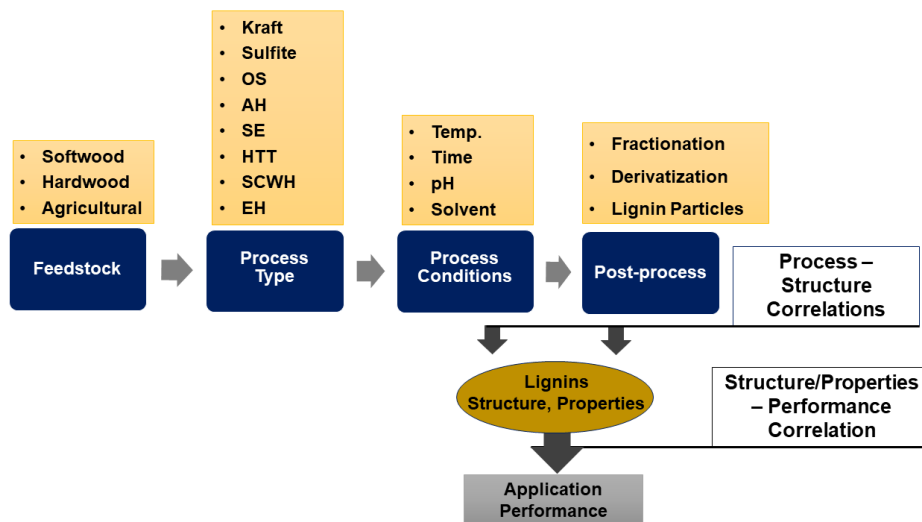 • Softwood
• Hardwood
• Agricultural
Feedstock
• Kraft
• Sulfite
• OS
• AH
• SE
• HTT
• SCWH
• EH
Process
Type
• Temp.
• Time
• pH
• Solvent
Process
Conditions
• Fractionation
• Derivatization
• Lignin Particles
Post-process
Process –
Structure
Correlations
Lignins
Structure, Properties
Structure/Properties
– Performance
Correlation
Application
Performance